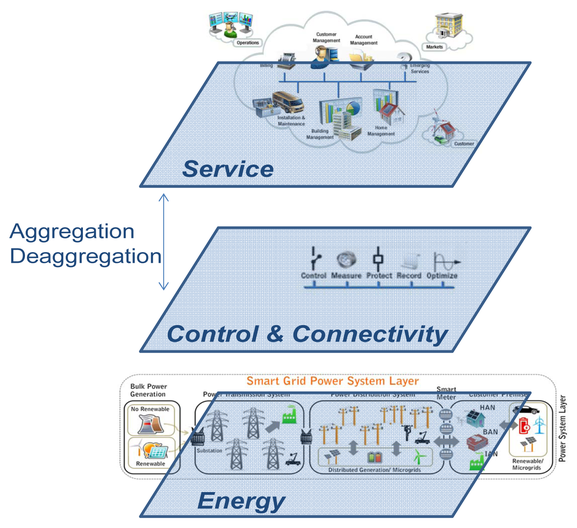 Operations
Customer
Management
Account
Management
Markets
Billing
Emerging
Services
Installation &
Maintenance
Building
Management
Home
Management
Customer
Service
Aggregation
Deaggregation
Control
Measure
Protect
Record
Optimize
Control & Connectivity
Smart Grid Power System Layer
Bulk Power
Generation
Power Transmission System
Power Distribution System
Smart
Meter
Customer Premises
No Renewable
Renewable
Substation
Distributed Generation/ Microgrids
HAN
BAN
IAN
Renewable/
Microgrids
Power System Layer
Energy